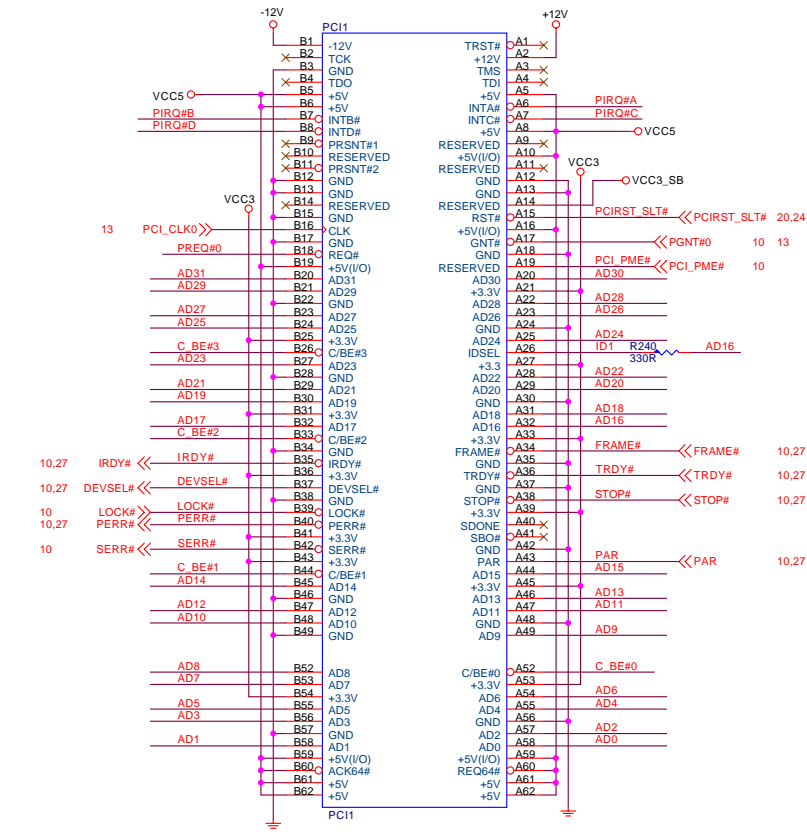 -12V +12V
PCI1
B1 -12V TRST# A1
B2 TCK +12V A2
B3 GND TMS A3
B4 TDO TDI A4
VCC5 B5 +5V +5V A5
B6 +5V INTA# A6 PIRQ#A
PIRQ#B B7 INTB# INTC# A7 PIRQ#C
PIRQ#D B8 INTD# +5V A8 VCC5
B9 PRSNT#1 RESERVED A9
B10 RESERVED +5V(I/O) A10
B11 PRSNT#2 RESERVED A11 VCC3
B12 GND GND A12
B13 GND GND A13 VCC3_SB
VCC3 B14 RESERVED RESERVED A14
B15 GND RST# A15 PCIRST_SLT# PCIRST_SLT# 20,24
13 PCI_CLK0 B16 CLK +5V(I/O) A16
B17 GND GNT# A17 PGNT#0 10 13
PREQ#0 B18 REQ# GND A18
B19 +5V(I/O) RESERVED A19 PCI_PME# PCI_PME# 10
AD31 B20 AD31 AD30 A20 AD30
AD29 B21 AD29 +3.3V A21
B22 GND AD28 A22 AD28
AD27 B23 AD27 AD26 A23 AD26
AD25 B24 AD25 GND A24
B25 +3.3V AD24 A25 AD24
C_BE#3 B26 C/BE#3 IDSEL A26 ID1 R240 330R AD16
AD23 B27 AD23 +3.3 A27
B28 GND AD22 A28 AD22
AD21 B29 AD21 AD20 A29 AD20
AD19 B30 AD19 GND A30
B31 +3.3V AD18 A31 AD18
AD17 B32 AD17 AD16 A32 AD16
C_BE#2 B33 C/BE#2 +3.3V A33
B34 GND FRAME# A34 FRAME# FRAME# 10,27
10,27 IRDY# IRDY# B35 IRDY# GND A35
B36 +3.3V TRDY# A36 TRDY# TRDY# 10,27
10,27 DEVSEL# DEVSEL# B37 DEVSEL# GND A37
B38 GND STOP# A38 STOP# STOP# 10,27
10 LOCK# LOCK# B39 LOCK# +3.3V A39
10,27 PERR# PERR# B40 PERR# SDONE A40
B41 +3.3V SBO# A41
10 SERR# SERR# B42 SERR# GND A42
B43 +3.3V PAR A43 PAR PAR 10,27
C_BE#1 B44 C/BE#1 AD15 A44 AD15
AD14 B45 AD14 +3.3V A45
B46 GND AD13 A46 AD13
AD12 B47 AD12 AD11 A47 AD11
AD10 B48 AD10 GND A48
B49 GND AD9 A49 AD9
AD8 B52 AD8 C/BE#0 A52 C_BE#0
AD7 B53 AD7 +3.3V A53
B54 +3.3V AD6 A54 AD6
AD5 B55 AD5 AD4 A55 AD4
AD3 B56 AD3 GND A56
B57 GND AD2 A57 AD2
AD1 B58 AD1 AD0 A58 AD0
B59 +5V(I/O) +5V(I/O) A59
B60 ACK64# REQ64# A60
B61 +5V +5V A61
B62 +5V +5V A62
PCI1